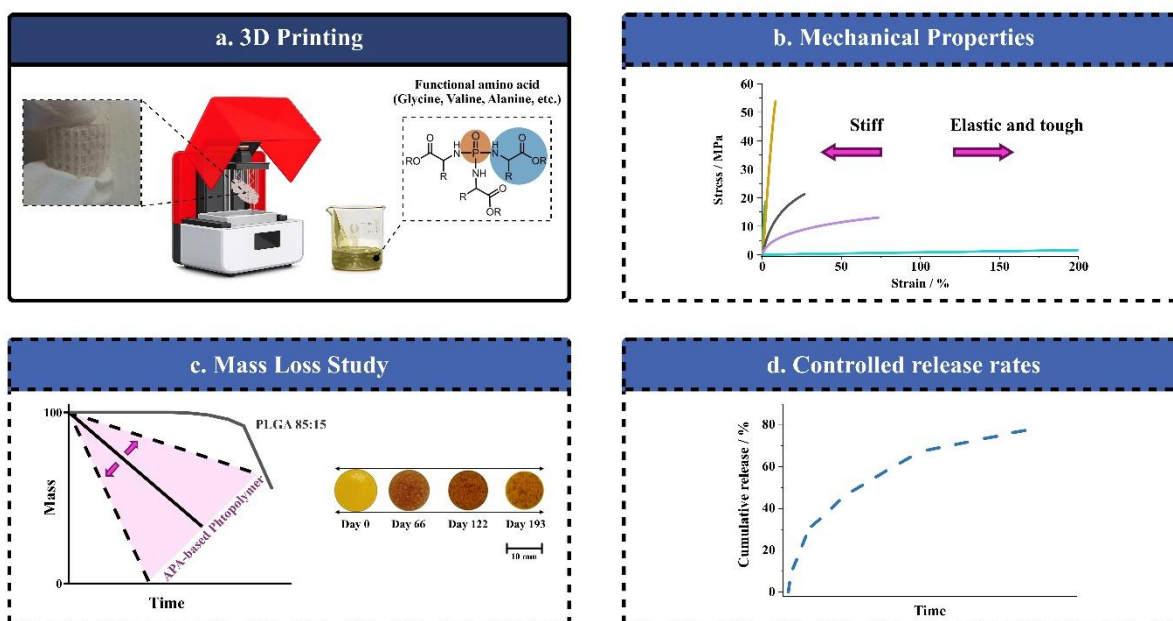 a. 3D Printing
Functional amino acid
(Glycine, Valine, Alanine, etc.)
O
O
O
RO
N
H
P
N
H
OR
R
NH
R
R
O
OR
b. Mechanical Properties
60
50
40
30
20
10
0
Stress / MPa
Stiff
Elastic and tough
0
50
100
150
200
Strain / %
c. Mass Loss Study
100
PLGA 85:15
Mass
APA-based Phtopolymer
0
Time
Day 0
Day 66
Day 122
Day 193
10 mm
d. Controlled release rates
80
60
40
20
0
Cumulative release / %
Time